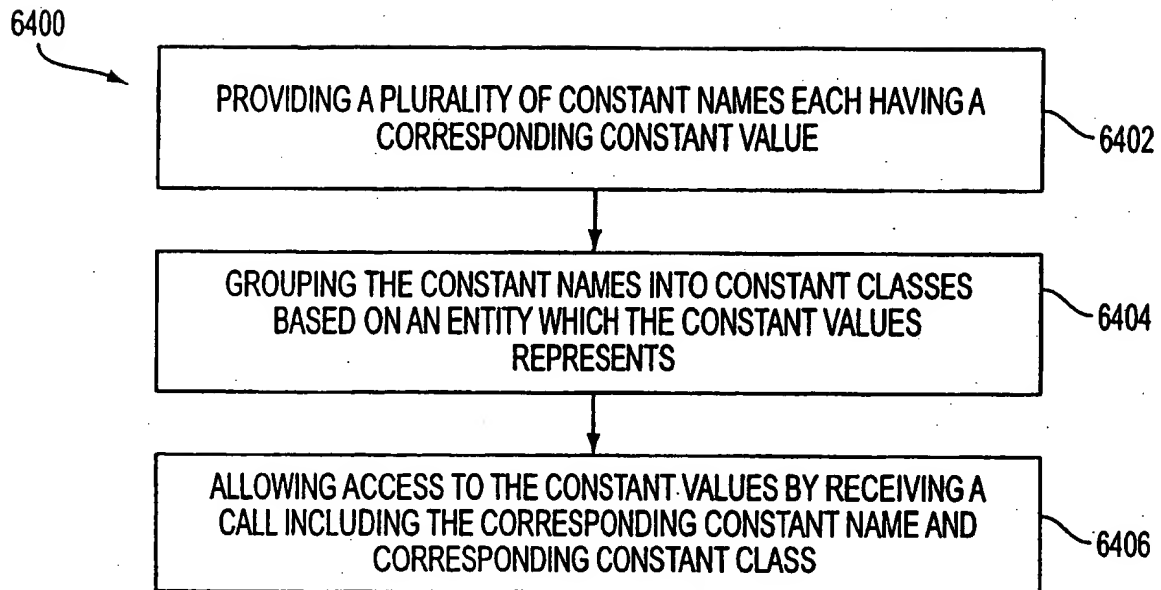 6400
PROVIDING A PLURALITY OF CONSTANT NAMES EACH HAVING A
CORRESPONDING CONSTANT VALUE
6402
GROUPING THE CONSTANT NAMES INTO CONSTANT CLASSES
BASED ON AN ENTITY WHICH THE CONSTANT VALUES
REPRESENTS
6404
ALLOWING ACCESS TO THE CONSTANT VALUES BY RECEIVING A
CALL INCLUDING THE CORRESPONDING CONSTANT NAME AND
CORRESPONDING CONSTANT CLASS
6406